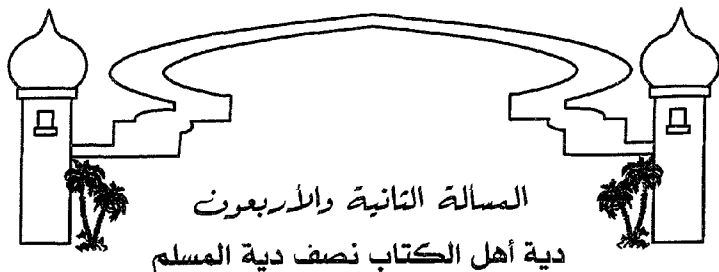 المسألة الثانية والأربعون
دية أهل الكتاب نصف دية المسلم